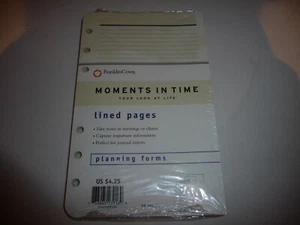 FranklinCovey
MOMENTS IN TIME
YOUR LOOK AT LIFE
lined pages
• Take notes in meetings or classes
• Capture important information
• Perfect for journal entries
planning forms
US $4.25